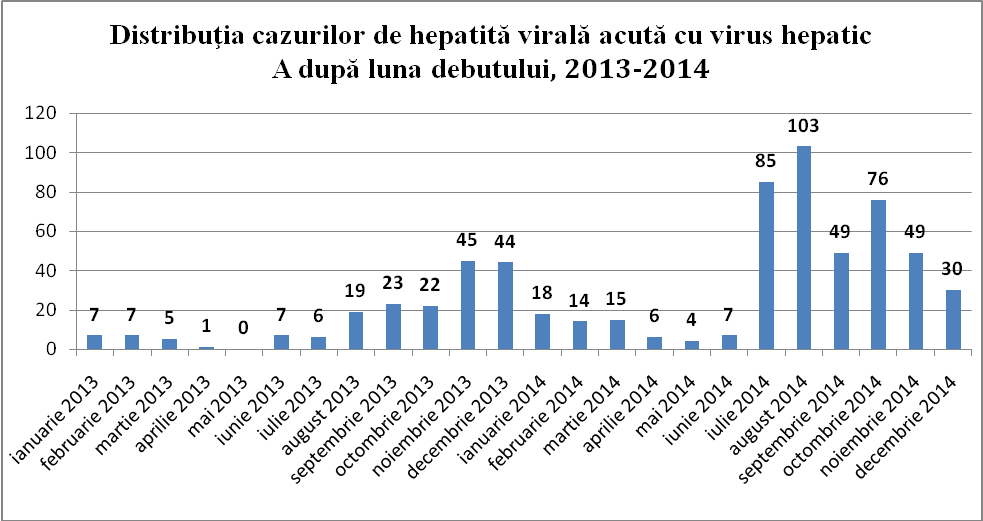 Distribuţia cazurilor de hepatită virală acută cu virus hepatic
A după luna debutului, 2013-2014
120
100
80
60
40
20
0
7
7
5
1
0
7
6
19
23
22
45
44
18
14
15
6
4
7
85
103
49
76
49
30
ianuarie 2013
februarie 2013
martie 2013
aprilie 2013
mai 2013
iunie 2013
iulie 2013
august 2013
septembrie 2013
octombrie 2013
noiembrie 2013
decembrie 2013
ianuarie 2014
februarie 2014
martie 2014
aprilie 2014
mai 2014
iunie 2014
iulie 2014
august 2014
septembrie 2014
octombrie 2014
noiembrie 2014
decembrie 2014